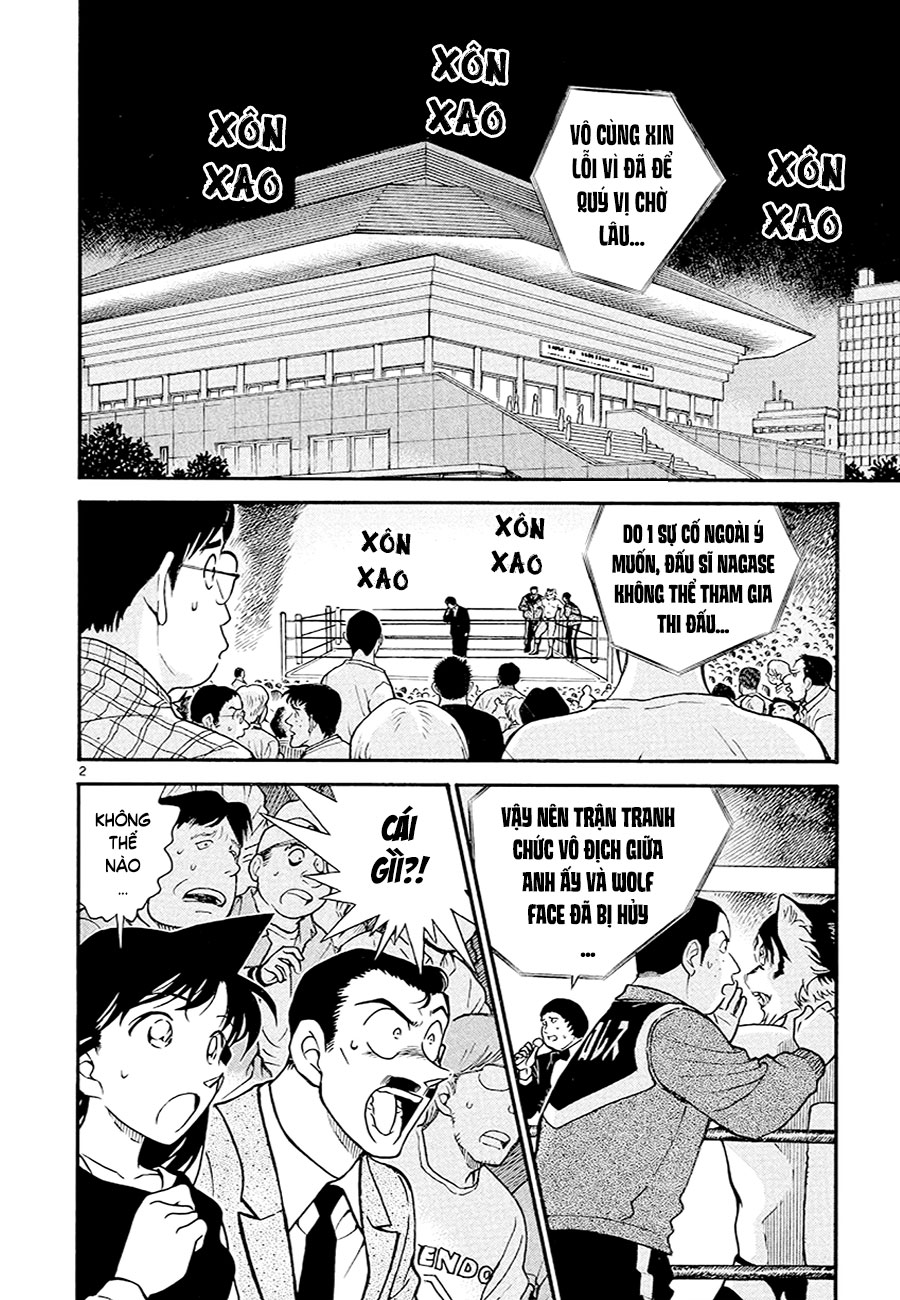 XÔN
XAO
XÔN
XAO
VÔ CÙNG XIN
LỖI VÌ ĐÃ ĐỂ
QUÝ VỊ CHỜ
LÂU...
XÔN
XAO
XÔN
XAO
XÔN
XAO
DO 1 SỰ CỐ NGOÀI Ý
MUỐN, ĐẤU SĨ NAGASE
KHÔNG THỂ THAM GIA
THI ĐẤU...
2
KHÔNG
THỂ
NÀO
...
CÁI
GÌ?!
VẬY NÊN TRẬN TRANH
CHỨC VÔ ĐỊCH GIỮA
ANH ẤY VÀ WOLF
FACE ĐÃ BỊ HỦY
...
ENDO